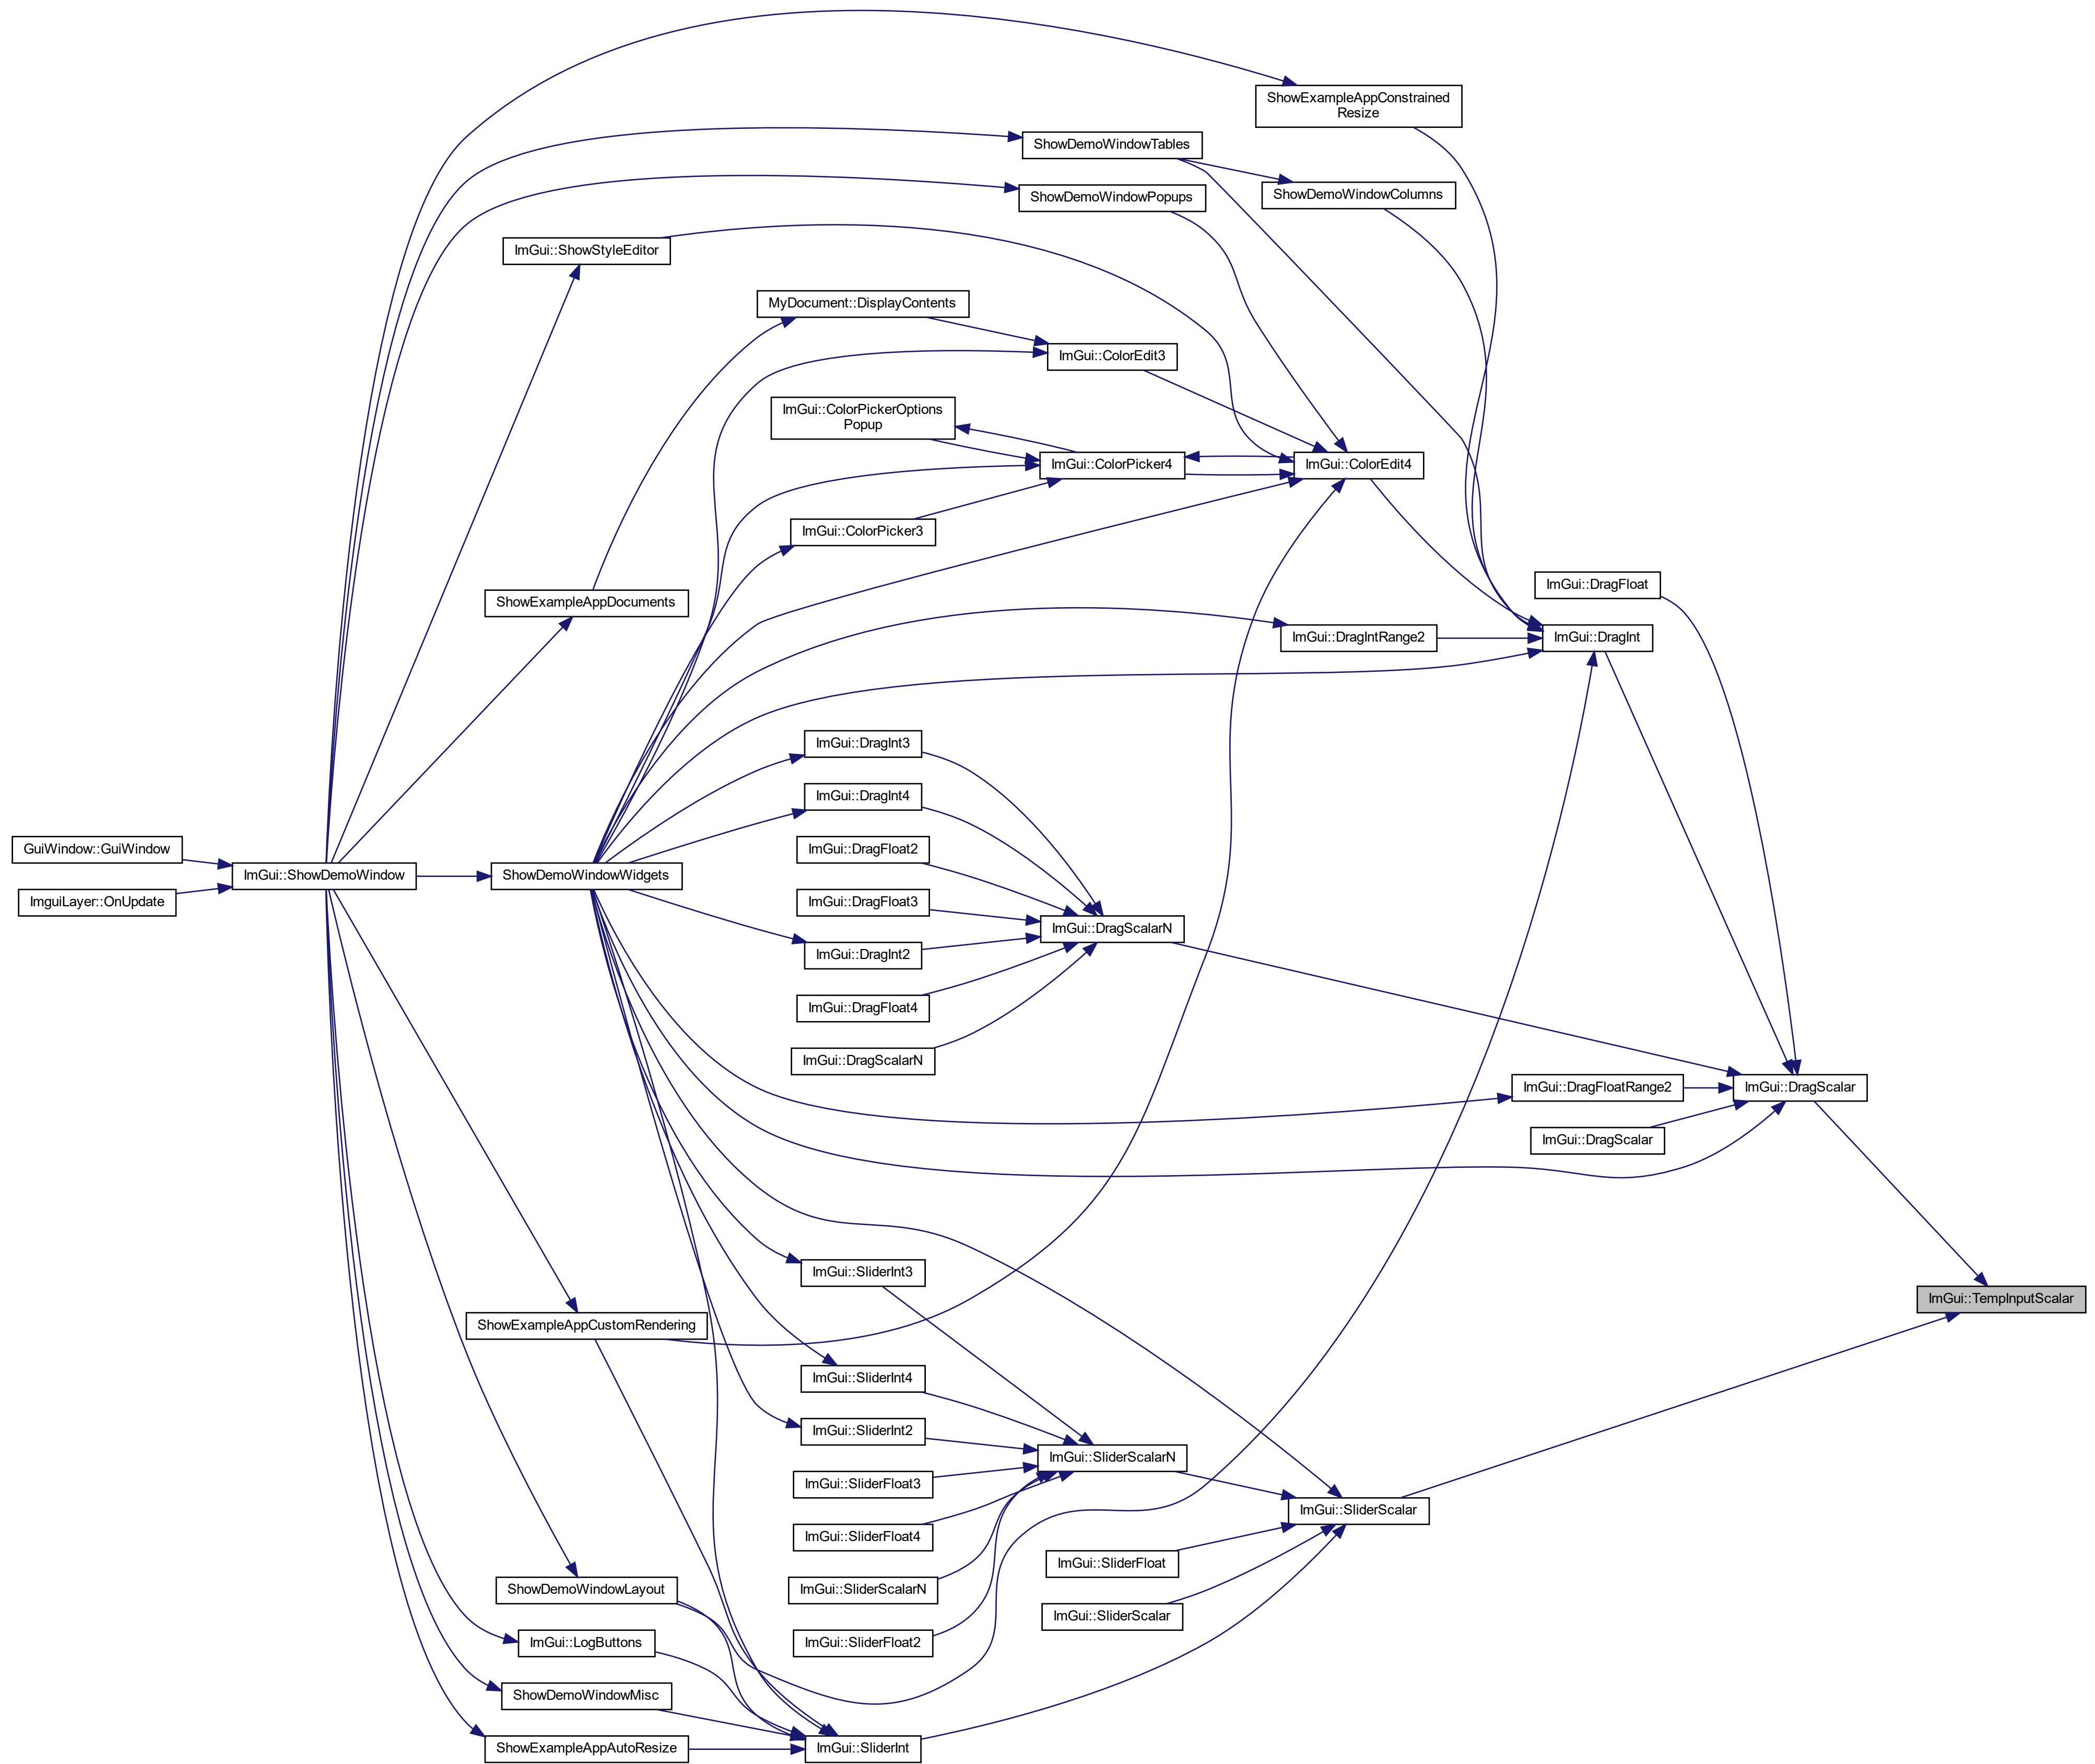 ShowExampleAppConstrained
Resize
ShowDemoWindowTables
ShowDemoWindowColumns
ShowDemoWindowPopups
ImGui::ShowStyleEditor
MyDocument::DisplayContents
ImGui::ColorEdit3
ImGui::ColorPickerOptions
Popup
ImGui::ColorPicker4
ImGui::ColorEdit4
ImGui::ColorPicker3
ImGui::DragFloat
ShowExampleAppDocuments
ImGui::DragIntRange2
ImGui::DragInt
ImGui::DragInt3
ImGui::DragInt4
GuiWindow::GuiWindow
ImGui::DragFloat2
ImGui::ShowDemoWindow
ShowDemoWindowWidgets
ImguiLayer::OnUpdate
ImGui::DragFloat3
ImGui::DragScalarN
ImGui::DragInt2
ImGui::DragFloat4
ImGui::DragScalarN
ImGui::DragFloatRange2
ImGui::DragScalar
ImGui::DragScalar
ImGui::SliderInt3
ImGui::TempInputScalar
ShowExampleAppCustomRendering
ImGui::SliderInt4
ImGui::SliderInt2
ImGui::SliderScalarN
ImGui::SliderFloat3
ImGui::SliderScalar
ImGui::SliderFloat4
ImGui::SliderFloat
ShowDemoWindowLayout
ImGui::SliderScalarN
ImGui::SliderScalar
ImGui::LogButtons
ImGui::SliderFloat2
ShowDemoWindowMisc
ShowExampleAppAutoResize
ImGui::SliderInt